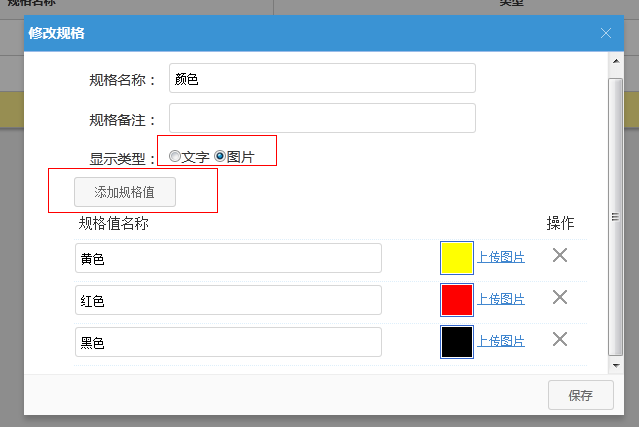 规格名称 类型
修改规格
规格名称： 颜色
规格备注：
显示类型： 文字 图片
添加规格值
规格值名称 操作
黄色 上传图片
红色 上传图片
黑色 上传图片
保存